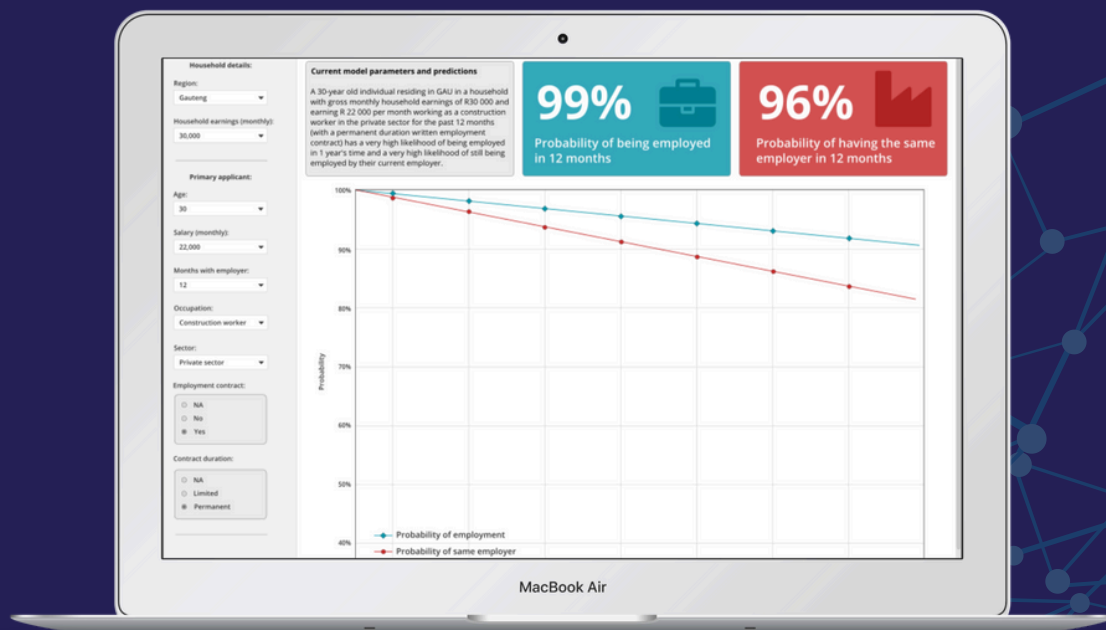 Household details:
Region:
Gauteng
Household earnings (monthly):
30,000
Primary applicant:
Age:
30
Salary (monthly):
22,000
Months with employer:
12
Occupation:
Construction worker
Sector:
Private sector
Employment contract:
NA
No
Yes
Contract duration:
NA
Limited
Permanent
Current model parameters and predictions
A 30-year old individual residing in GAU in a household
with gross monthly household earnings of R30 000 and
earning R 22 000 per month working as a construction
worker in the private sector for the past 12 months
(with a permanent duration written employment
contract) has a very high likelihood of being employed
in 1 year's time and a very high likelihood of still being
employed by their current employer.
99%
Probability of being employed
in 12 months
96%
Probability of having the same
employer in 12 months
100%
90%
80%
70%
60%
50%
40%
Probability
Probability of employment
Probability of same employer
MacBook Air